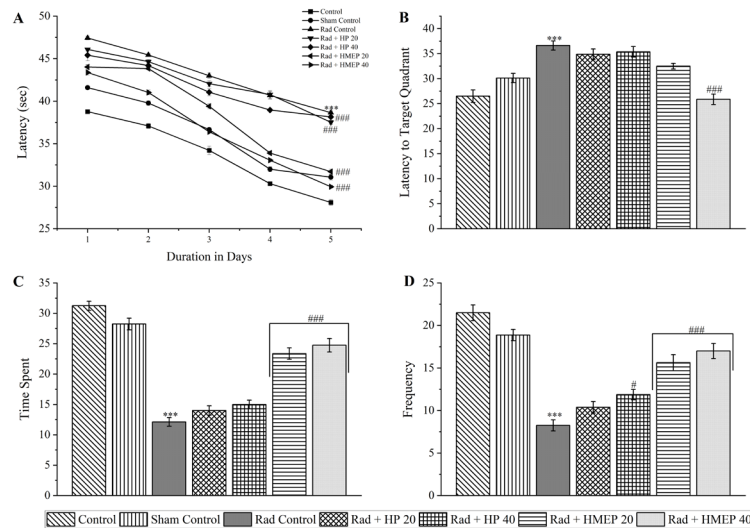 A
Control
Sham Control
Rad Control
Rad + HP 20
Rad + HP 40
Rad + HMEP 20
Rad + HMEP 40
50
45
40
35
30
25
Latency (sec)
1 2 3 4 5
Duration in Days
***
###
###
###
###
B
40
35
30
25
20
15
10
5
0
Latency to Target Quadrant
***
###
C
35
30
25
20
15
10
5
0
Time Spent
***
###
D
25
20
15
10
5
0
Frequency
***
#
###
Control Sham Control Rad Control Rad + HP 20 Rad + HP 40 Rad + HMEP 20 Rad + HMEP 40